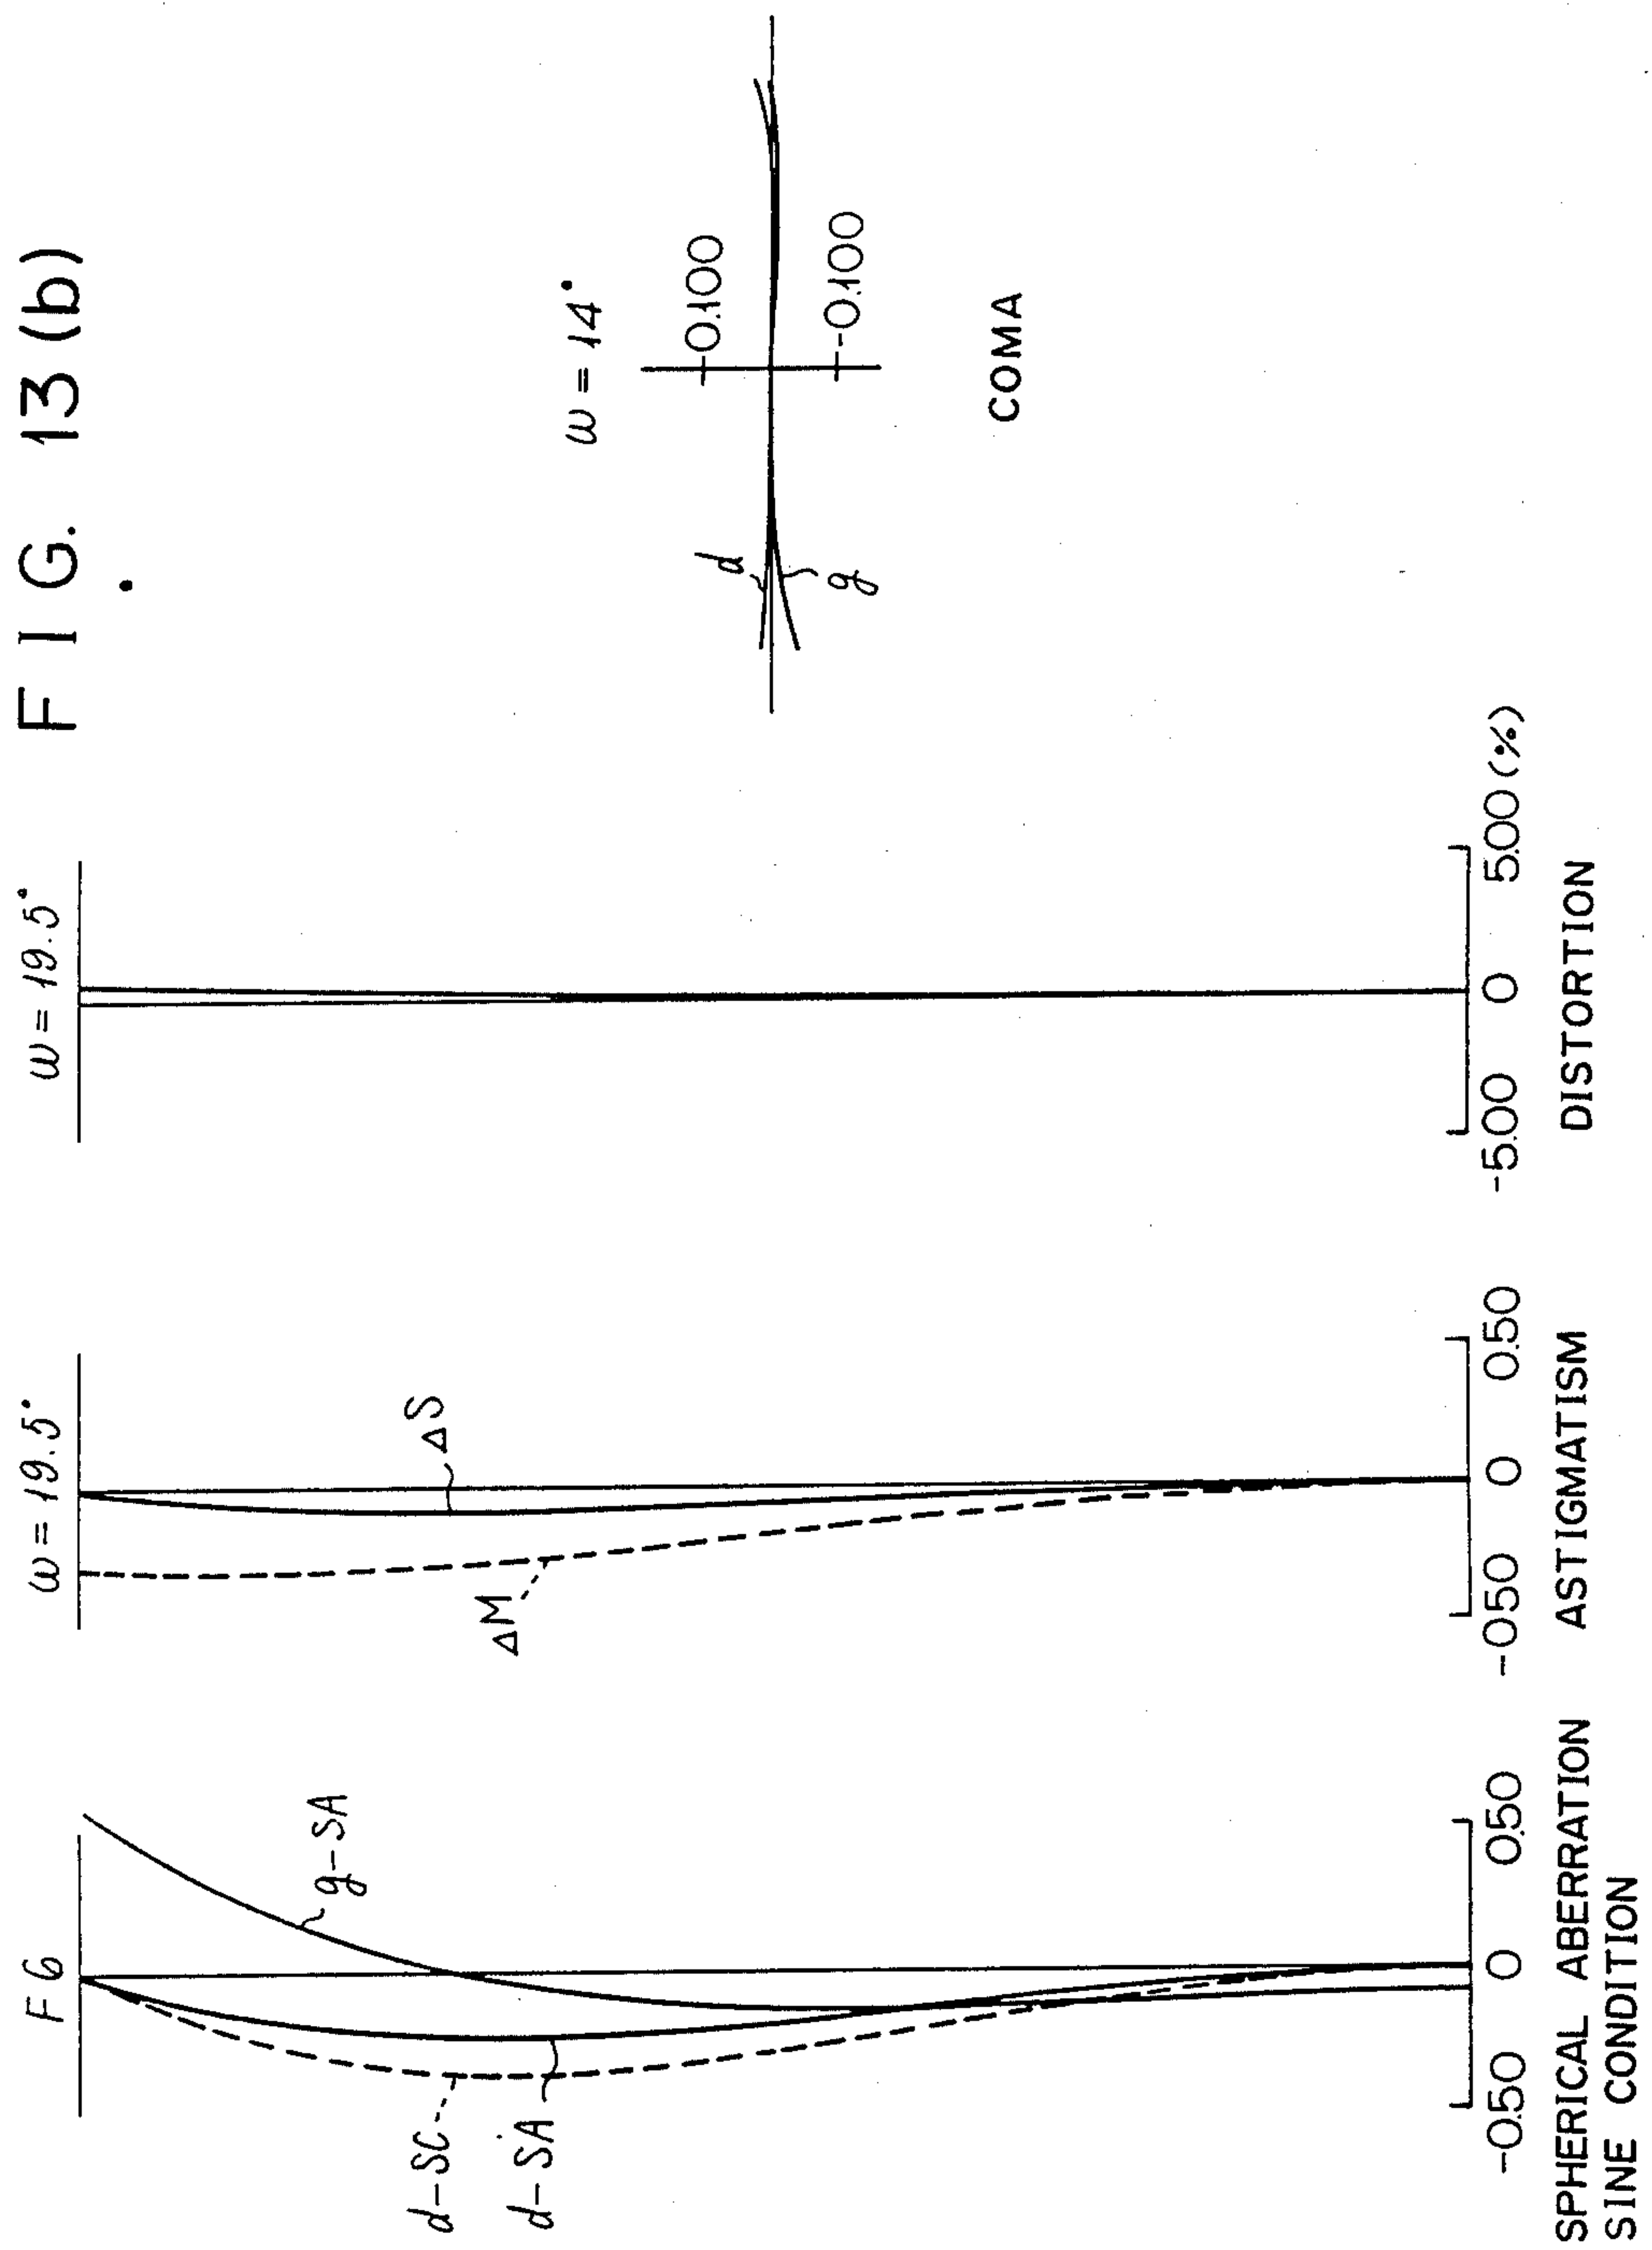 FIG. 13 (b)
F 6
g-SA
d-SC
d-SA
-0.50 0 0.50
SPHERICAL ABERRATION
SINE CONDITION
ω = 19.5°
ΔS
ΔM
-0.50 0 0.50
ASTIGMATISM
ω = 19.5°
-5.00 0 5.00 (%)
DISTORTION
ω = 14°
0.100
d
g
-0.100
COMA